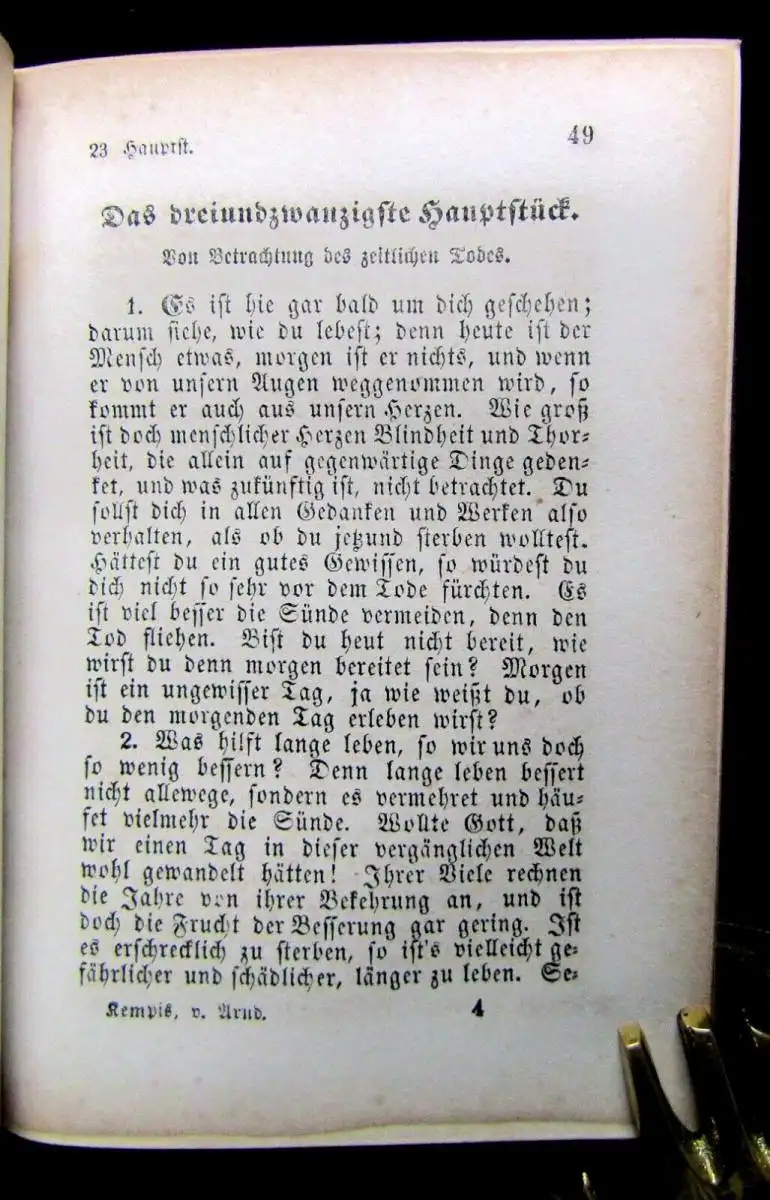 23 Hauptst.
49
Das dreiundzwanzigste Hauptstück.
Von Betrachtung des zeitlichen Todes.
1. Es ist hie gar bald um dich geschehen;
darum siehe, wie du lebest; denn heute ist der
Mensch etwas, morgen ist er nichts, und wenn
er von unsern Augen weggenommen wird, so
kommt er auch aus unsern Herzen. Wie groß
ist doch menschlicher Herzen Blindheit und Thor-
heit, die allein auf gegenwärtige Dinge geden-
ket, und was zukünftig ist, nicht betrachtet. Du
sollst dich in allen Gedanken und Werken also
verhalten, als ob du jetzund sterben wolltest.
Hättest du ein gutes Gewissen, so würdest du
dich nicht so sehr vor dem Tode fürchten. Es
ist viel besser die Sünde vermeiden, denn den
Tod fliehen. Bist du heut nicht bereit, wie
wirst du denn morgen bereitet sein? Morgen
ist ein ungewisser Tag, ja wie weißt du, ob
du den morgenden Tag erleben wirst?
2. Was hilft lange leben, so wir uns doch
so wenig bessern? Denn lange leben bessert
nicht allewege, sondern es vermehret und häu-
fet vielmehr die Sünde. Wollte Gott, daß
wir einen Tag in dieser vergänglichen Welt
wohl gewandelt hätten! Ihrer Viele rechnen
die Jahre von ihrer Bekehrung an, und ist
doch die Frucht der Besserung gar gering. Ist
es erschrecklich zu sterben, so ist's vielleicht ge-
fährlicher und schädlicher, länger zu leben. Se-
Kempis, v. Arnd.
4